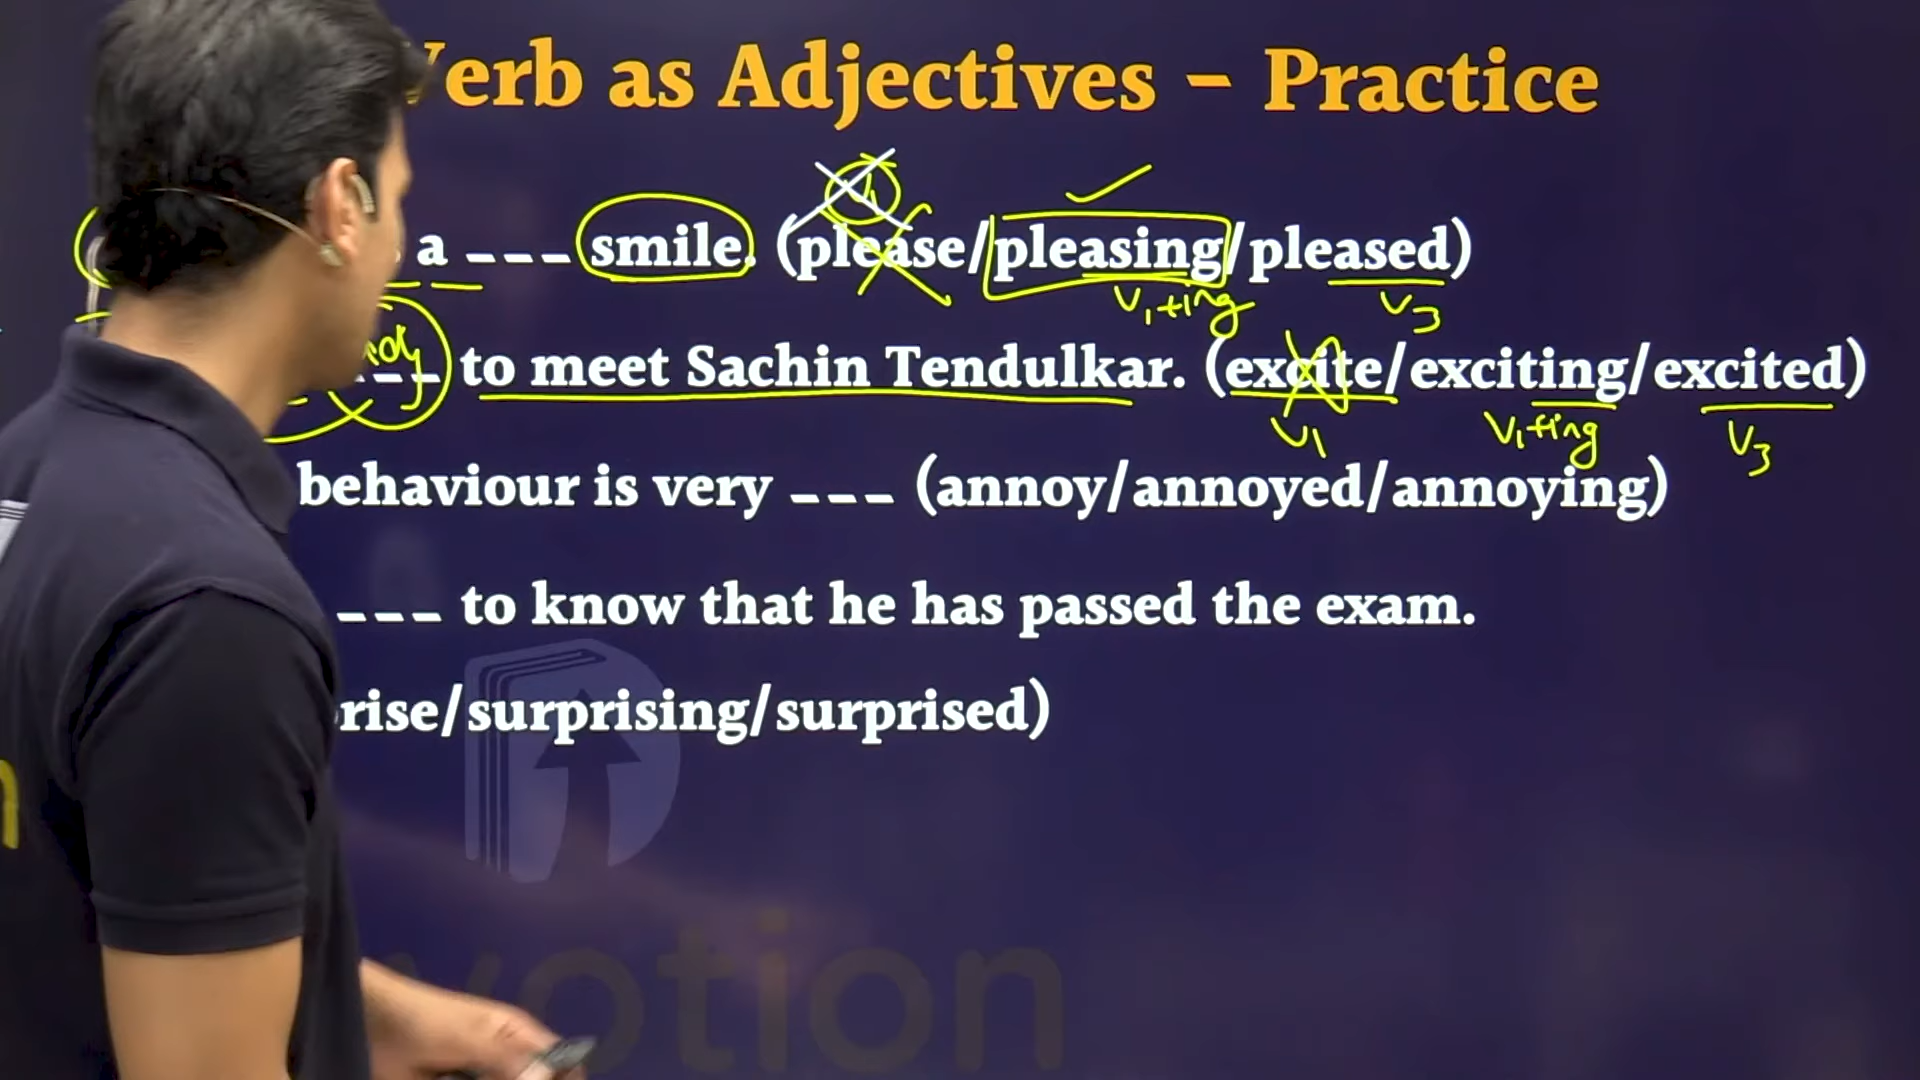 Verb as Adjectives – Practice
a ___ smile. (please/pleasing/pleased)
V1+ing V3
to meet Sachin Tendulkar. (excite/exciting/excited)
V1 V1+ing V3
behaviour is very ___ (annoy/annoyed/annoying)
___ to know that he has passed the exam.
rise/surprising/surprised)
otion